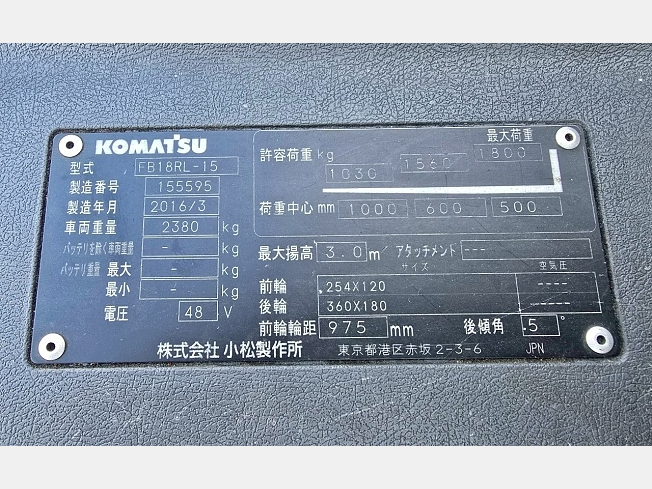 KOMATSU
型式 FB18RL-15
製造番号 155595
製造年月 2016/3
車両重量 2380 kg
バッテリを除く車両重量 - kg
バッテリ重量 最大 - kg
最小 - kg
電圧 48 V
最大荷重
許容荷重 kg 1030 1560 1800
荷重中心 mm 1000 600 500
最大揚高 3.0 m アタッチメント ---
サイズ 空気圧
前輪 254X120 -----
後輪 360X180 -----
前輪輪距 975 mm 後傾角 5°
株式会社 小松製作所 東京都港区赤坂2-3-6 JPN